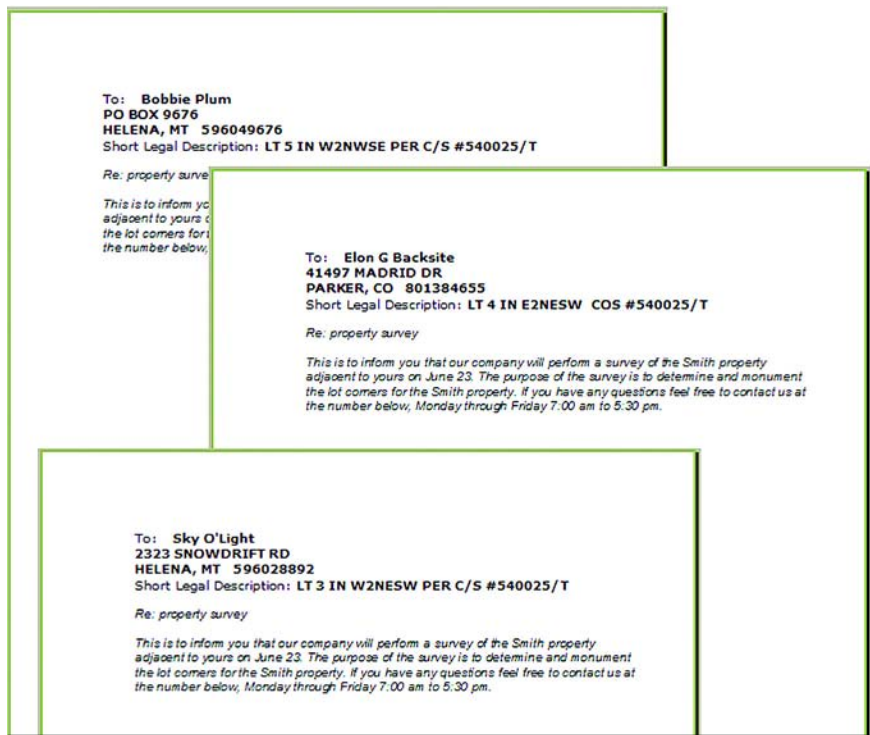 To: Bobbie Plum
PO BOX 9676
HELENA, MT 596049676
Short Legal Description: LT 5 IN W2NWSE PER C/S #540025/T
Re: property surve
This is to inform yo
adjacent to yours o
the lot corners for t
the number below,
To: Elon G Backsite
41497 MADRID DR
PARKER, CO 801384655
Short Legal Description: LT 4 IN E2NESW COS #540025/T
Re: property survey
This is to inform you that our company will perform a survey of the Smith property
adjacent to yours on June 23. The purpose of the survey is to determine and monument
the lot corners for the Smith property. If you have any questions feel free to contact us at
the number below, Monday through Friday 7:00 am to 5:30 pm.
To: Sky O'Light
2323 SNOWDRIFT RD
HELENA, MT 596028892
Short Legal Description: LT 3 IN W2NESW PER C/S #540025/T
Re: property survey
This is to inform you that our company will perform a survey of the Smith property
adjacent to yours on June 23. The purpose of the survey is to determine and monument
the lot corners for the Smith property. If you have any questions feel free to contact us at
the number below, Monday through Friday 7:00 am to 5:30 pm.